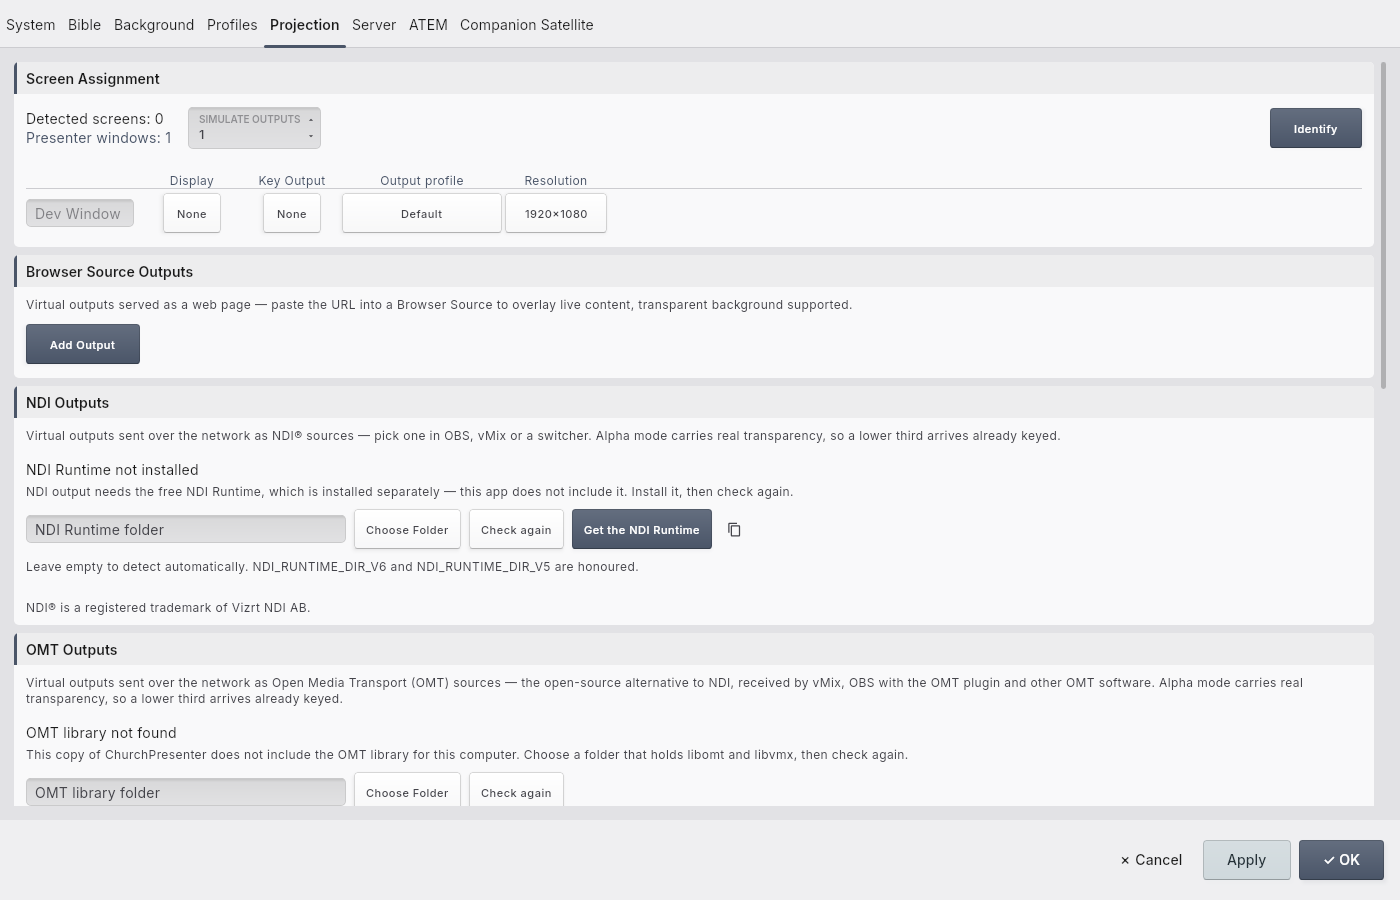 System Bible Background Profiles Projection Server ATEM Companion Satellite
Screen Assignment
Detected screens: 0
Presenter windows: 1
SIMULATE OUTPUTS
1
Identify
Display Key Output Output profile Resolution
Dev Window None None Default 1920×1080
Browser Source Outputs
Virtual outputs served as a web page — paste the URL into a Browser Source to overlay live content, transparent background supported.
Add Output
NDI Outputs
Virtual outputs sent over the network as NDI® sources — pick one in OBS, vMix or a switcher. Alpha mode carries real transparency, so a lower third arrives already keyed.
NDI Runtime not installed
NDI output needs the free NDI Runtime, which is installed separately — this app does not include it. Install it, then check again.
NDI Runtime folder Choose Folder Check again Get the NDI Runtime
Leave empty to detect automatically. NDI_RUNTIME_DIR_V6 and NDI_RUNTIME_DIR_V5 are honoured.
NDI® is a registered trademark of Vizrt NDI AB.
OMT Outputs
Virtual outputs sent over the network as Open Media Transport (OMT) sources — the open-source alternative to NDI, received by vMix, OBS with the OMT plugin and other OMT software. Alpha mode carries real
transparency, so a lower third arrives already keyed.
OMT library not found
This copy of ChurchPresenter does not include the OMT library for this computer. Choose a folder that holds libomt and libvmx, then check again.
OMT library folder Choose Folder Check again
× Cancel Apply ✓ OK